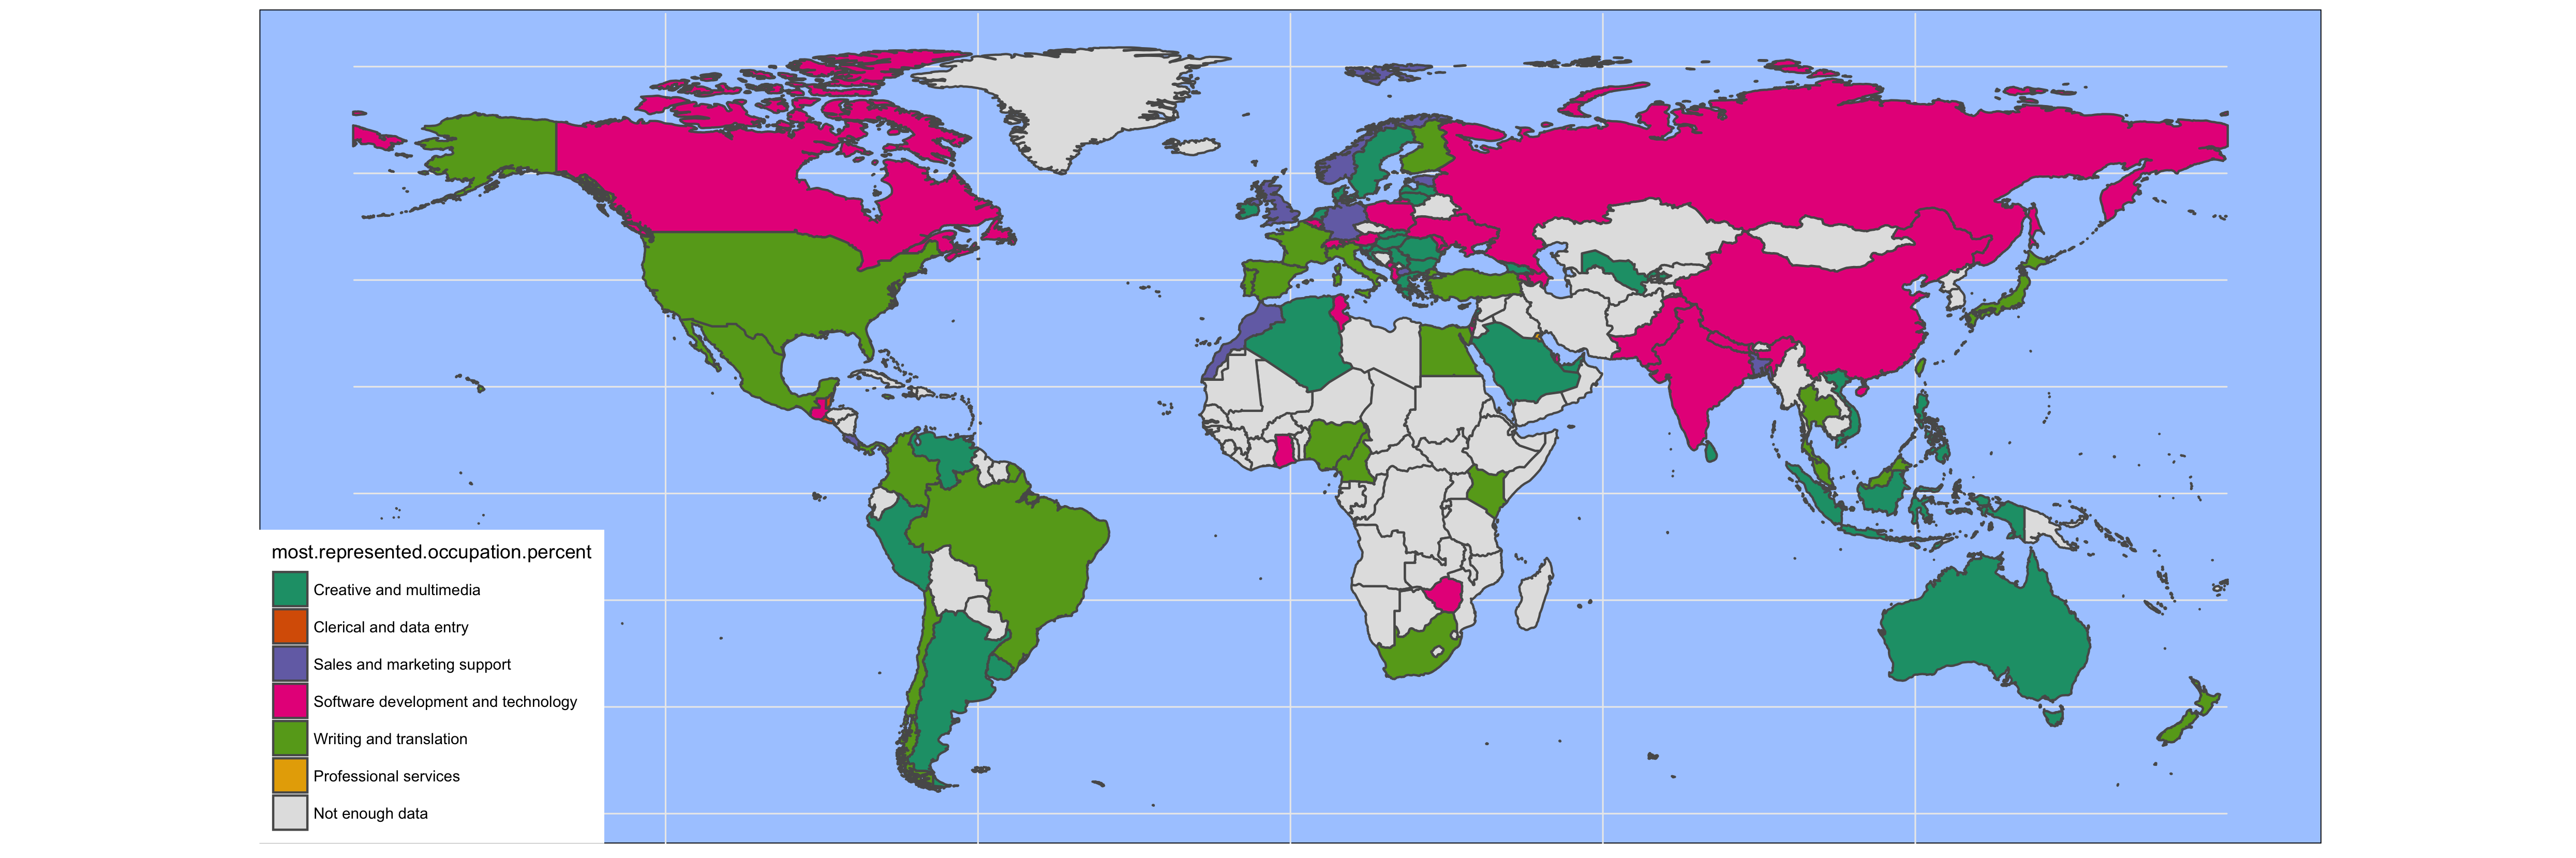 most.represented.occupation.percent
Creative and multimedia
Clerical and data entry
Sales and marketing support
Software development and technology
Writing and translation
Professional services
Not enough data